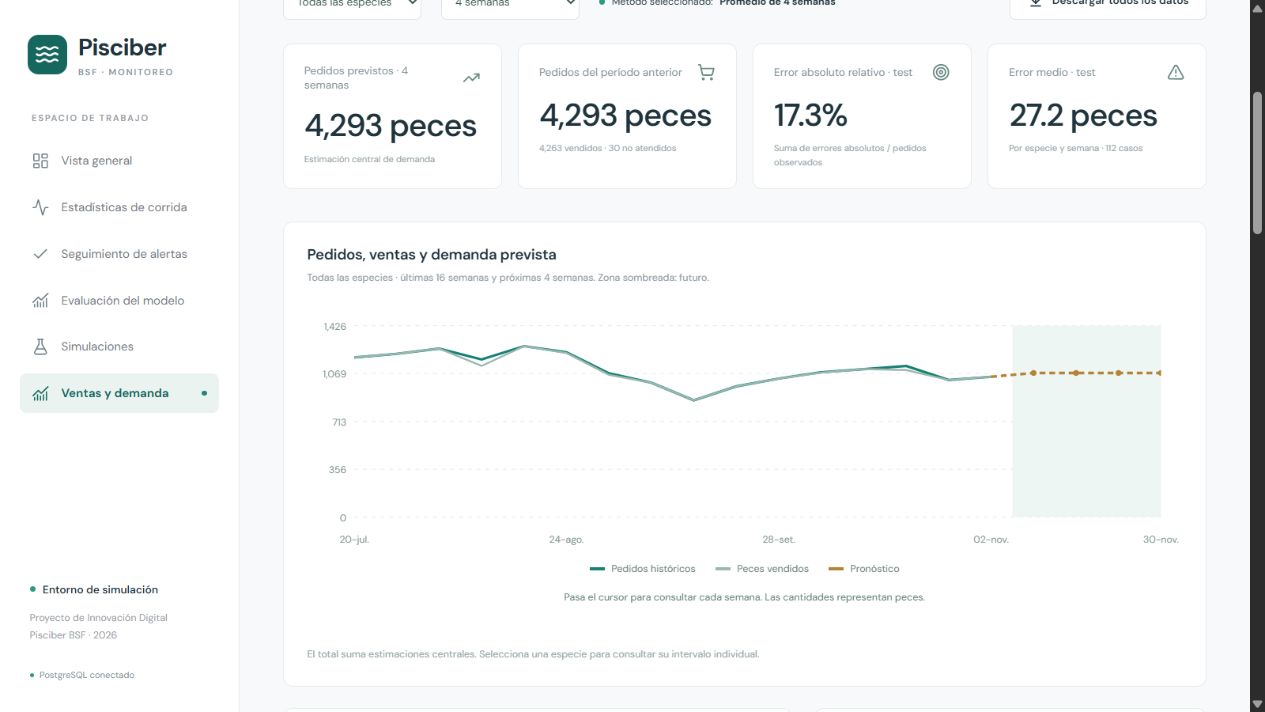 Todas las especies
4 semanas
Método seleccionado: Promedio de 4 semanas
Descargar todos los datos
Pisciber
BSF · MONITOREO
ESPACIO DE TRABAJO
Vista general
Estadísticas de corrida
Seguimiento de alertas
Evaluación del modelo
Simulaciones
Ventas y demanda
Entorno de simulación
Proyecto de Innovación Digital
Pisciber BSF · 2026
PostgreSQL conectado
Pedidos previstos · 4
semanas
4,293 peces
Estimación central de demanda
Pedidos del período anterior
4,293 peces
4,263 vendidos · 30 no atendidos
Error absoluto relativo · test
17.3%
Suma de errores absolutos / pedidos
observados
Error medio · test
27.2 peces
Por especie y semana · 112 casos
Pedidos, ventas y demanda prevista
Todas las especies · últimas 16 semanas y próximas 4 semanas. Zona sombreada: futuro.
1,426
1,069
713
356
0
20-jul.
24-ago.
28-set.
02-nov.
30-nov.
Pedidos históricos
Peces vendidos
Pronóstico
Pasa el cursor para consultar cada semana. Las cantidades representan peces.
El total suma estimaciones centrales. Selecciona una especie para consultar su intervalo individual.